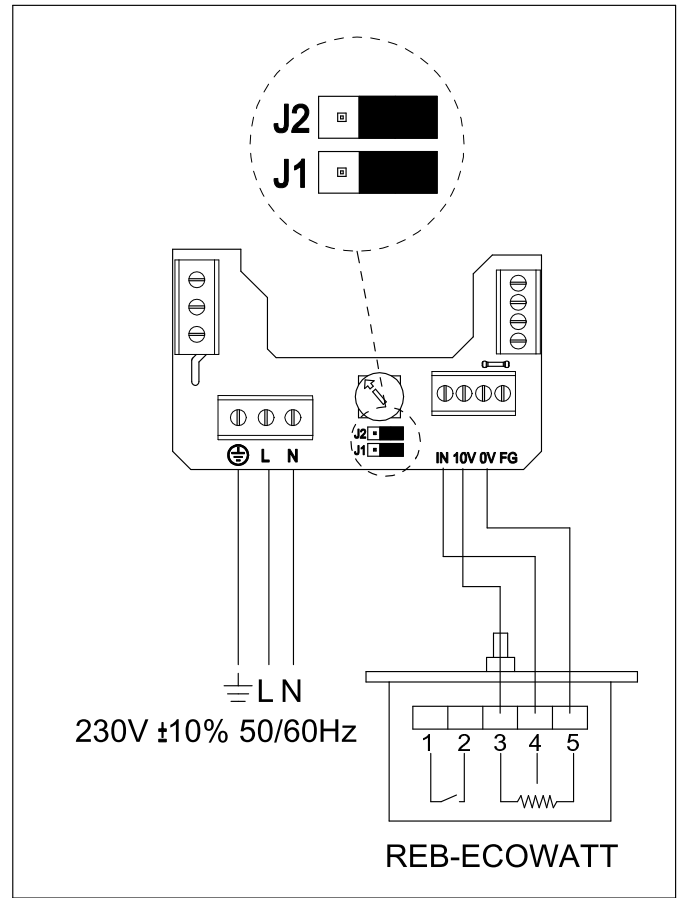 J2
J1
J2
J1
L N
IN 10V 0V FG
L N
230V ±10% 50/60Hz
1 2 3 4 5
REB-ECOWATT